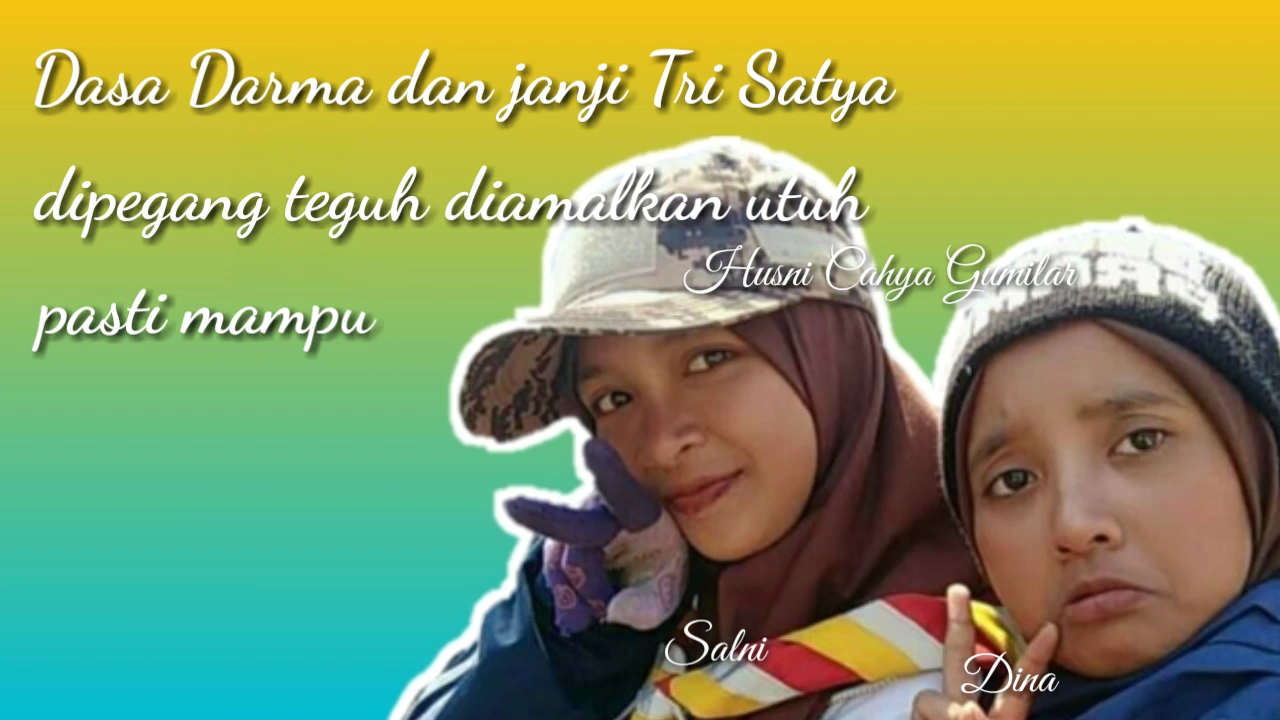 Dasa Darma dan janji Tri Satya
dipegang teguh diamalkan utuh
Husni Cahya Gumilar
pasti mampu
Salni
Dina